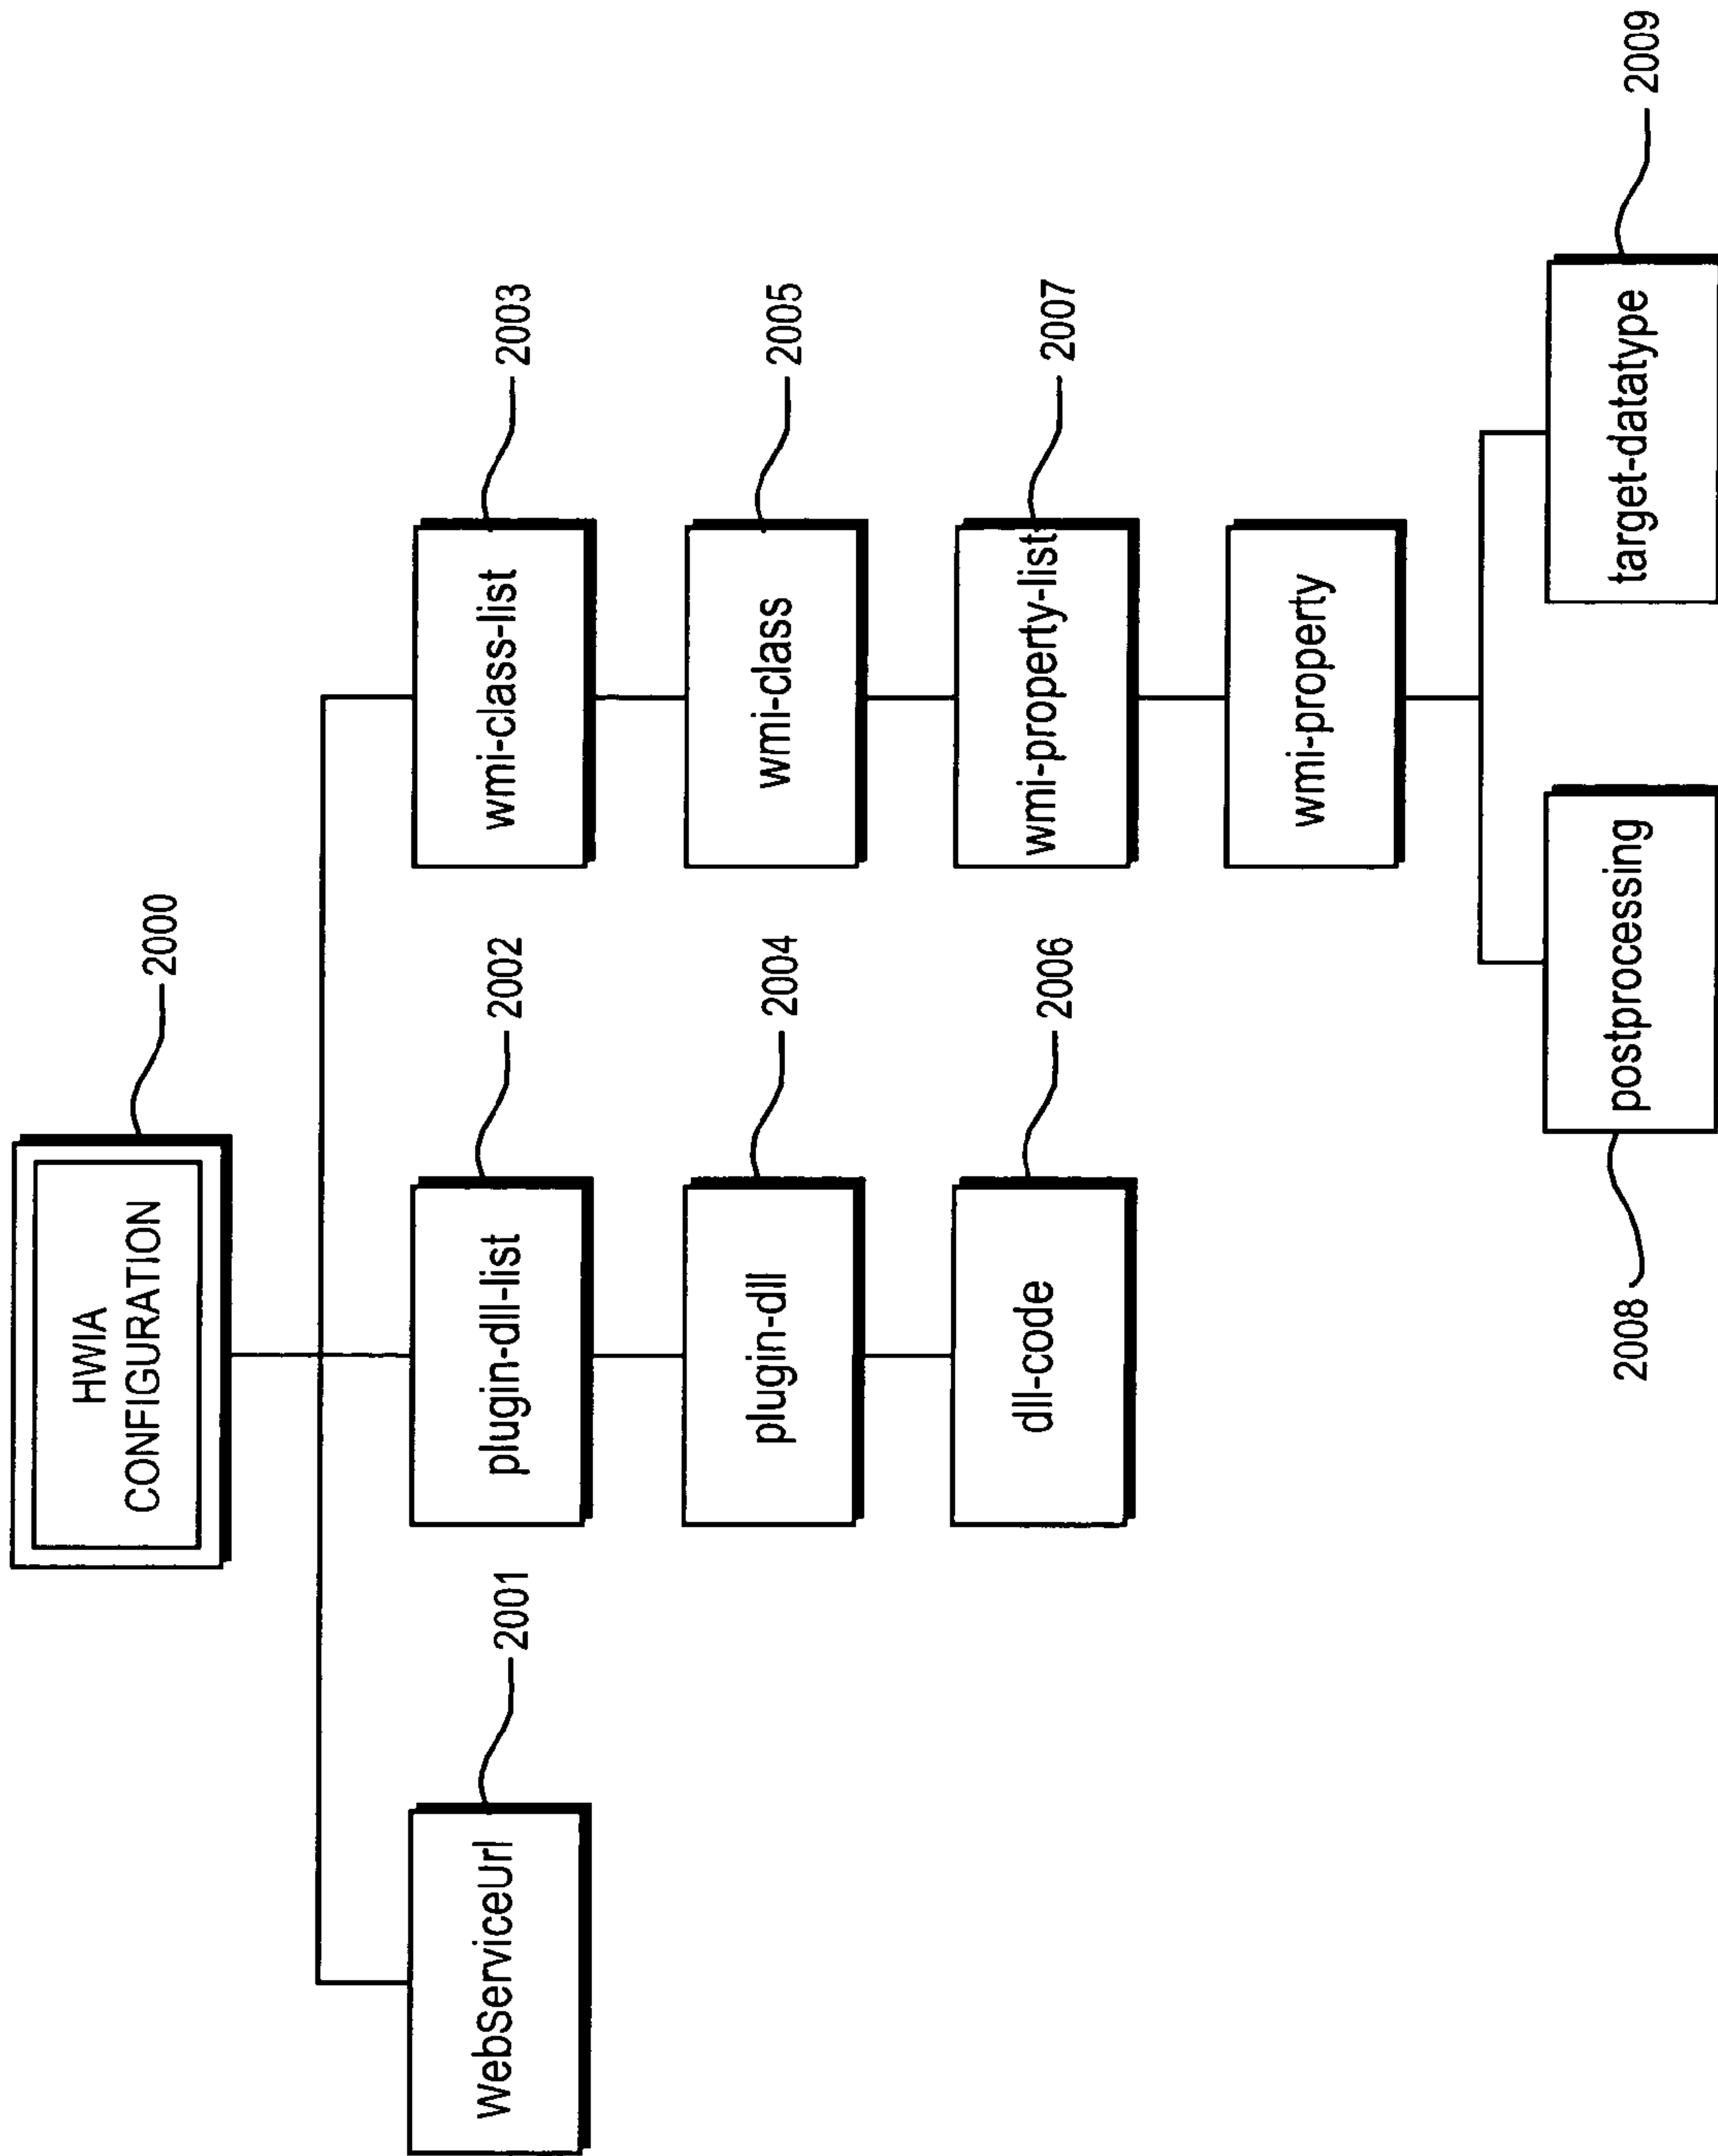 HWIA
CONFIGURATION
2000
WebServiceUrl
2001
plugin-dll-list
2002
wmi-class-list
2003
plugin-dll
2004
wmi-class
2005
dll-code
2006
wmi-property-list
2007
wmi-property
2008
postprocessing
target-datatype
2009